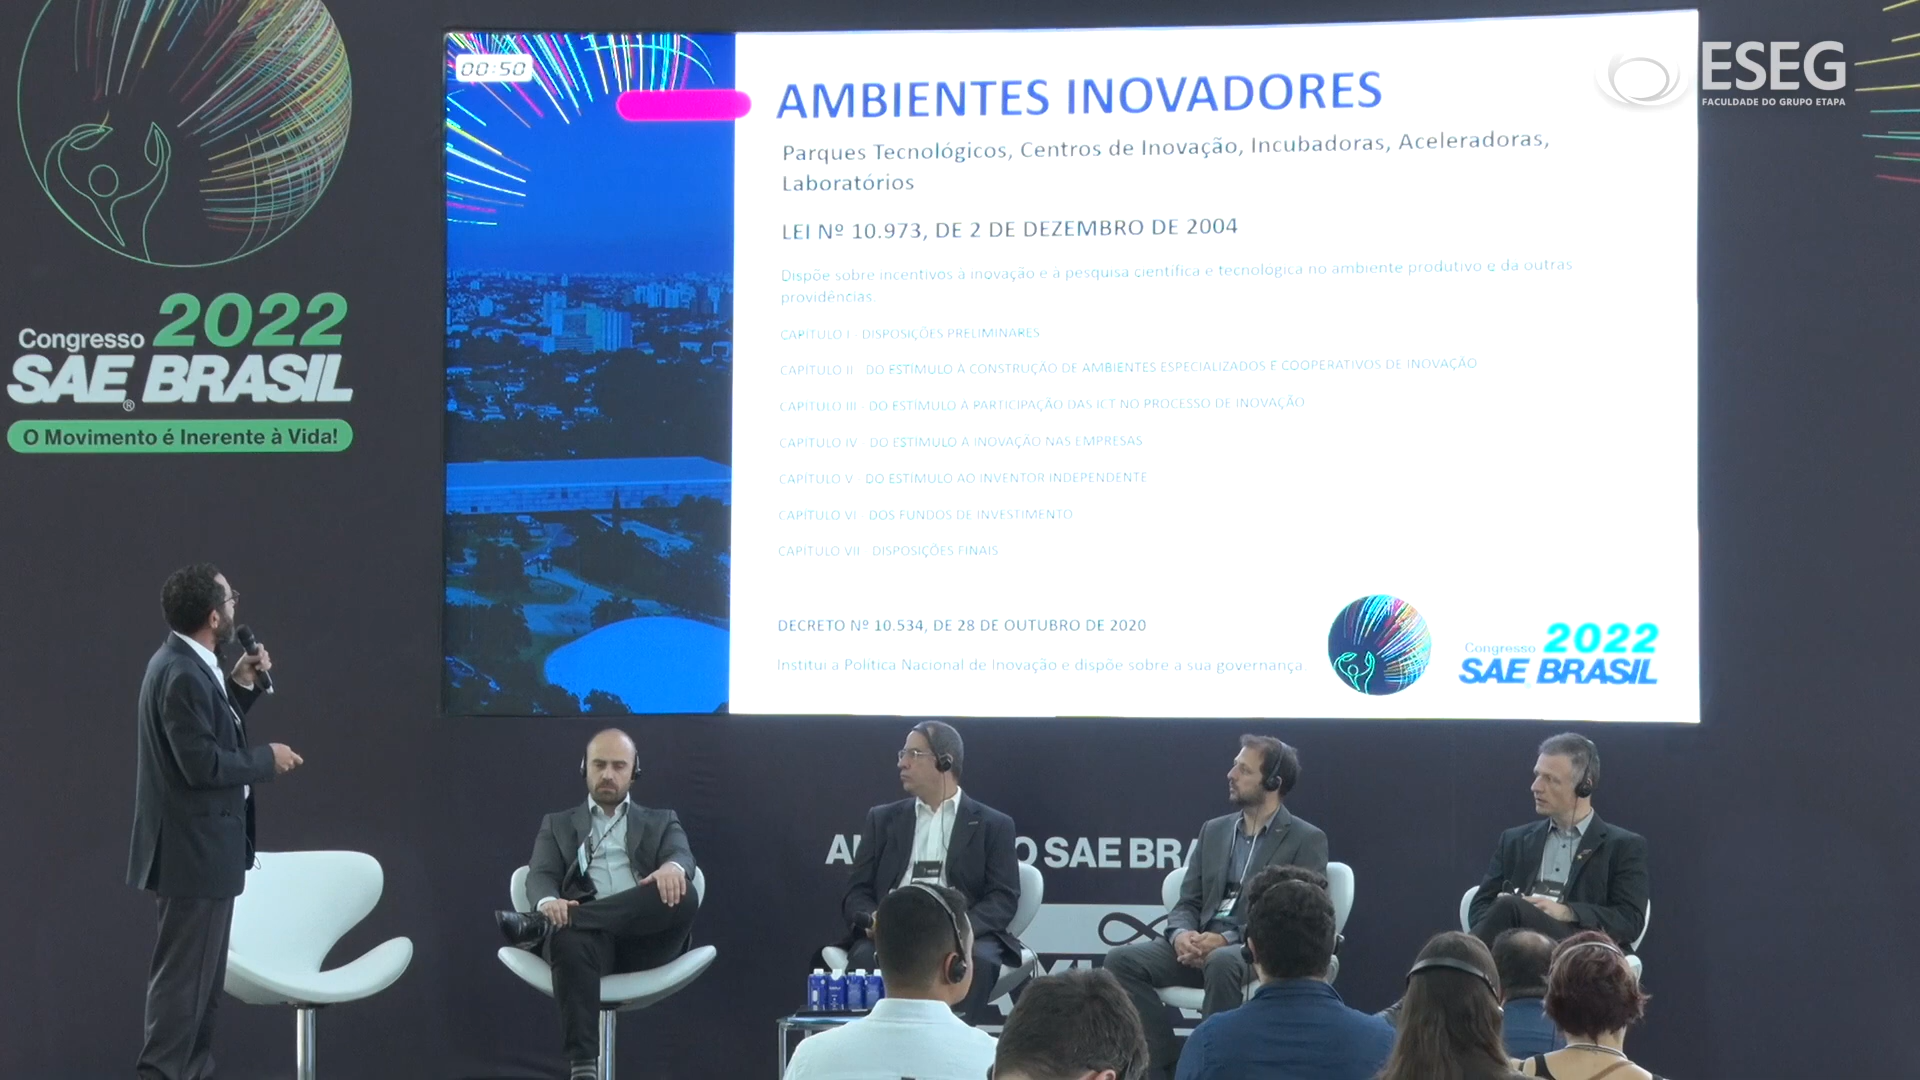 Congresso 2022
SAE BRASIL
®
O Movimento é Inerente à Vida!
00:50
AMBIENTES INOVADORES
Parques Tecnológicos, Centros de Inovação, Incubadoras, Aceleradoras,
Laboratórios
LEI Nº 10.973, DE 2 DE DEZEMBRO DE 2004
Dispõe sobre incentivos à inovação e à pesquisa científica e tecnológica no ambiente produtivo e dá outras
providências.
CAPÍTULO I - DISPOSIÇÕES PRELIMINARES
CAPÍTULO II - DO ESTÍMULO À CONSTRUÇÃO DE AMBIENTES ESPECIALIZADOS E COOPERATIVOS DE INOVAÇÃO
CAPÍTULO III - DO ESTÍMULO À PARTICIPAÇÃO DAS ICT NO PROCESSO DE INOVAÇÃO
CAPÍTULO IV - DO ESTÍMULO À INOVAÇÃO NAS EMPRESAS
CAPÍTULO V - DO ESTÍMULO AO INVENTOR INDEPENDENTE
CAPÍTULO VI - DOS FUNDOS DE INVESTIMENTO
CAPÍTULO VII - DISPOSIÇÕES FINAIS
DECRETO Nº 10.534, DE 28 DE OUTUBRO DE 2020
Institui a Política Nacional de Inovação e dispõe sobre a sua governança.
Congresso 2022
SAE BRASIL
ESEG
FACULDADE DO GRUPO ETAPA
O SAE BRA